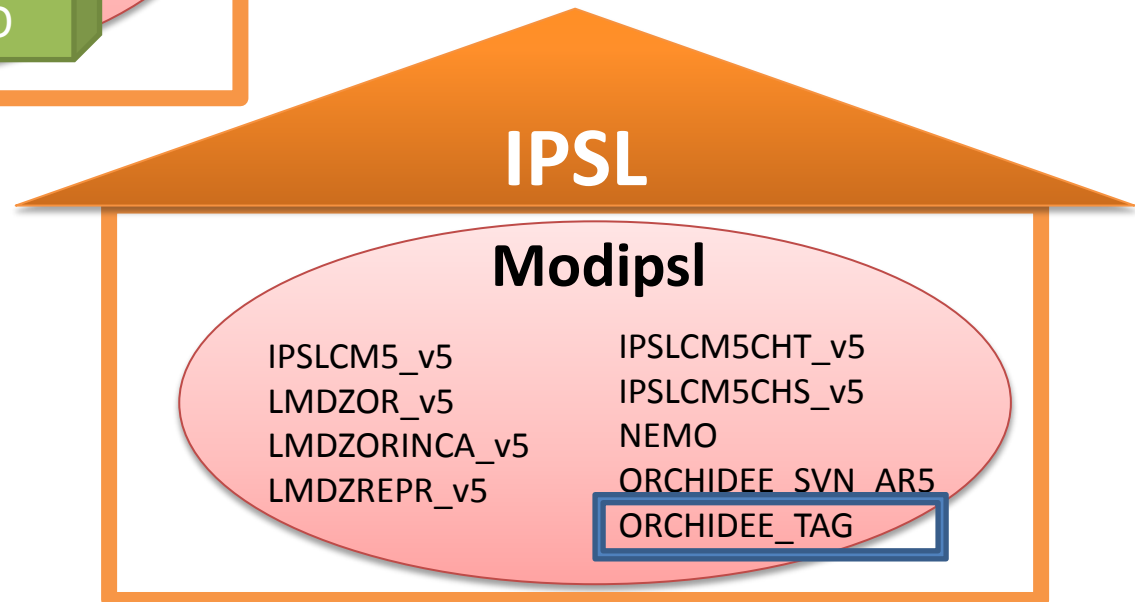 IPSL
Modipsl
IPSLCM5_v5
LMDZOR_v5
LMDZORINCA_v5
LMDZREPR_v5
IPSLCM5CHT_v5
IPSLCM5CHS_v5
NEMO
ORCHIDEE_SVN_AR5
ORCHIDEE_TAG